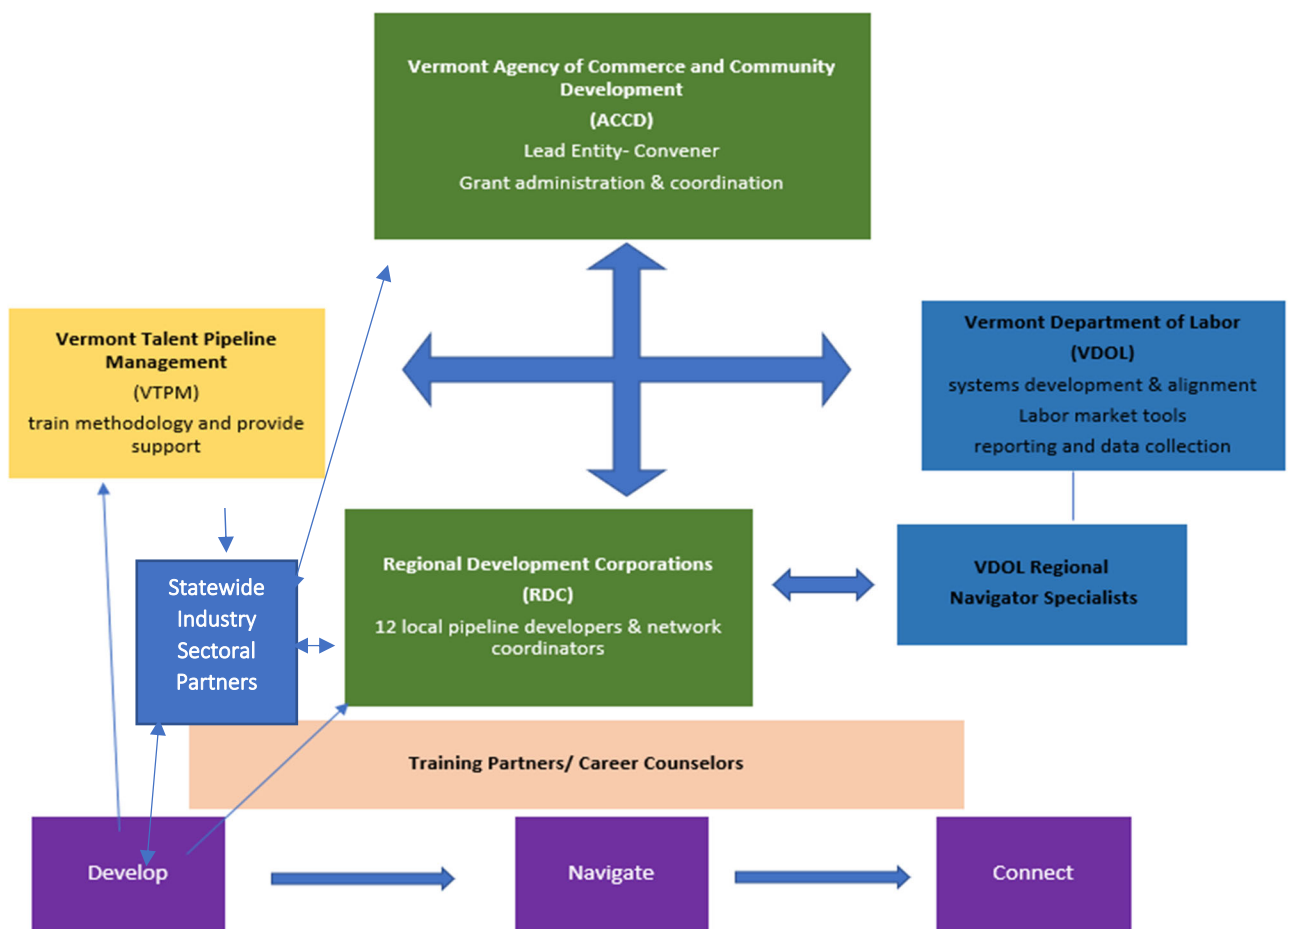 Vermont Agency of Commerce and Community
Development
(ACCD)
Lead Entity- Convener
Grant administration & coordination
Vermont Talent Pipeline
Management
(VTPM)
train methodology and provide
support
Vermont Department of Labor
(VDOL)
systems development & alignment
Labor market tools
reporting and data collection
Statewide
Industry
Sectoral
Partners
Regional Development Corporations
(RDC)
12 local pipeline developers & network
coordinators
VDOL Regional
Navigator Specialists
Training Partners/ Career Counselors
Develop
Navigate
Connect